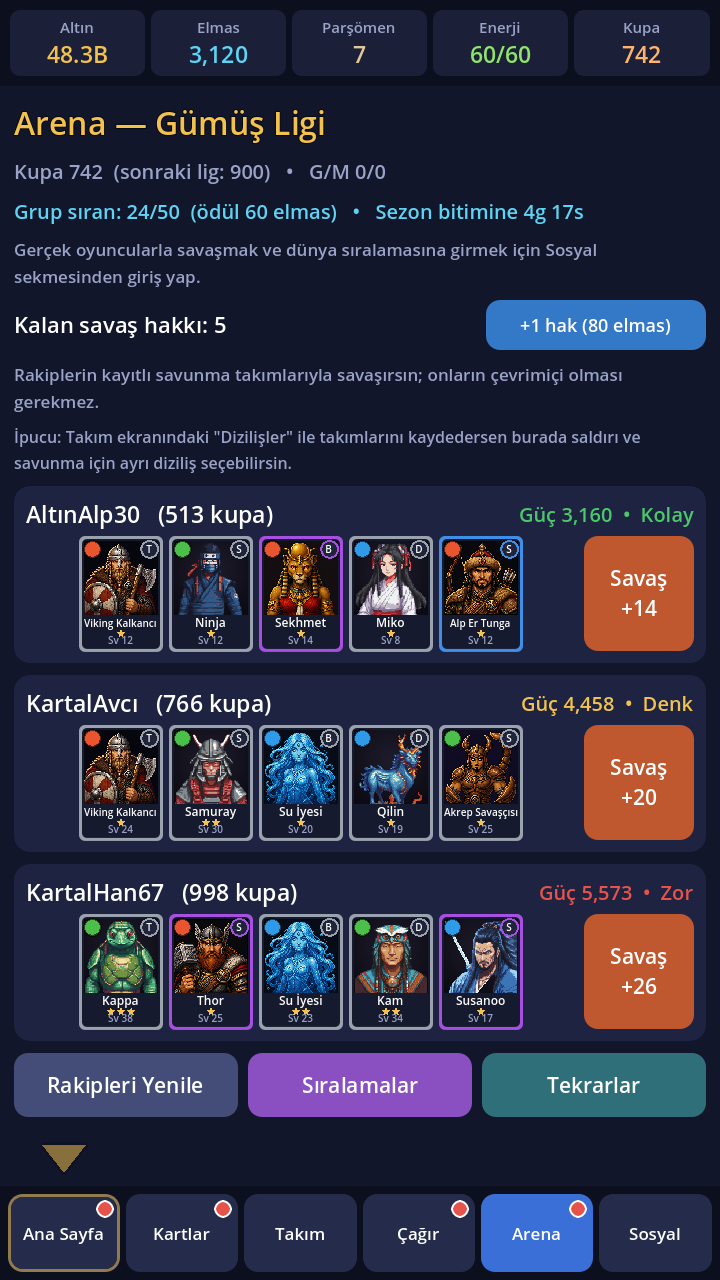 Altın Elmas Parşömen Enerji Kupa
48.3B 3,120 7 60/60 742
Arena — Gümüş Ligi
Kupa 742 (sonraki lig: 900) • G/M 0/0
Grup sıran: 24/50 (ödül 60 elmas) • Sezon bitimine 4g 17s
Gerçek oyuncularla savaşmak ve dünya sıralamasına girmek için Sosyal
sekmesinden giriş yap.
Kalan savaş hakkı: 5
+1 hak (80 elmas)
Rakiplerin kayıtlı savunma takımlarıyla savaşırsın; onların çevrimiçi olması
gerekmez.
İpucu: Takım ekranındaki "Dizilişler" ile takımlarını kaydedersen burada saldırı ve
savunma için ayrı diziliş seçebilirsin.
AltınAlp30 (513 kupa) Güç 3,160 • Kolay
T S B D S
Viking Kalkancı Ninja Sekhmet Miko Alp Er Tunga
Sv 12 Sv 12 Sv 14 Sv 8 Sv 12
Savaş
+14
KartalAvcı (766 kupa) Güç 4,458 • Denk
T S B D S
Viking Kalkancı Samuray Su İyesi Qilin Akrep Savaşçısı
Sv 24 Sv 30 Sv 20 Sv 19 Sv 25
Savaş
+20
KartalHan67 (998 kupa) Güç 5,573 • Zor
T S B D S
Kappa Thor Su İyesi Kam Susanoo
Sv 38 Sv 25 Sv 23 Sv 34 Sv 17
Savaş
+26
Rakipleri Yenile Sıralamalar Tekrarlar
Ana Sayfa Kartlar Takım Çağır Arena Sosyal